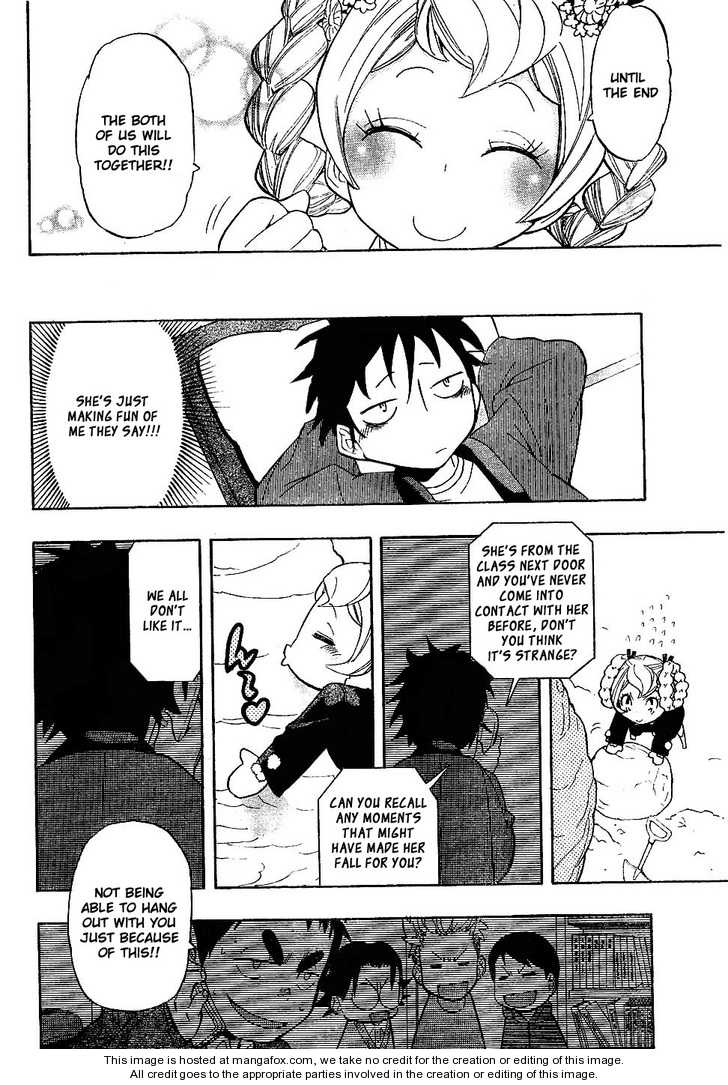 UNTIL
THE END
THE BOTH
OF US WILL
DO THIS
TOGETHER!!
SHE'S JUST
MAKING FUN OF
ME THEY SAY!!!
SHE'S FROM THE
CLASS NEXT DOOR
AND YOU'VE NEVER
COME INTO
CONTACT WITH HER
BEFORE, DON'T
YOU THINK
IT'S STRANGE?
CAN YOU RECALL
ANY MOMENTS
THAT MIGHT
HAVE MADE HER
FALL FOR YOU?
ん〜♡
WE ALL
DON'T
LIKE IT...
NOT BEING
ABLE TO HANG
OUT WITH YOU
JUST BECAUSE OF
THIS!!
This image is hosted at mangafox.com, we take no credit for the creation or editing of this image.
All credit goes to the appropriate parties involved in the creation and editing of this image.